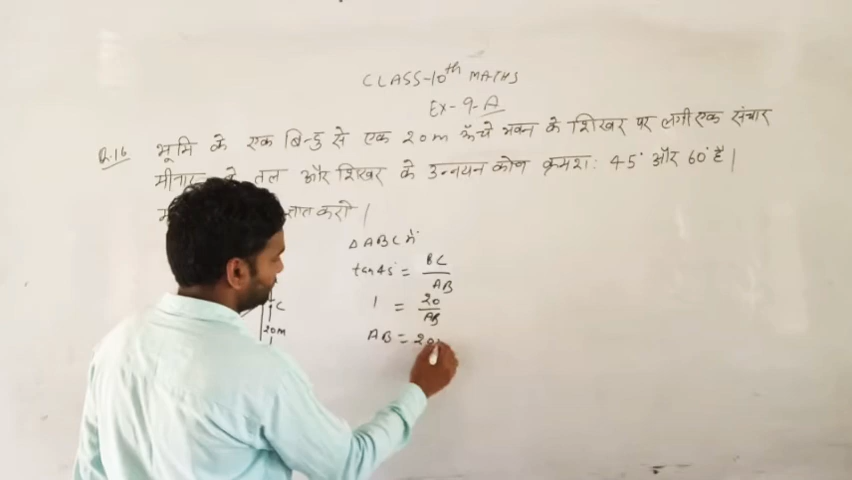 CLASS-10th MATHS
EX-9-A
Q.16 भूमि के एक बिन्दु से एक 20m ऊँचे भवन के शिखर पर लगी एक संचार
तल और शिखर के उन्नयन कोण क्रमश: 45° और 60° है |
ज्ञात करो |
Δ ABC में
tan45° = BC/AB
1 = 20/AB
AB = 20
C
20m